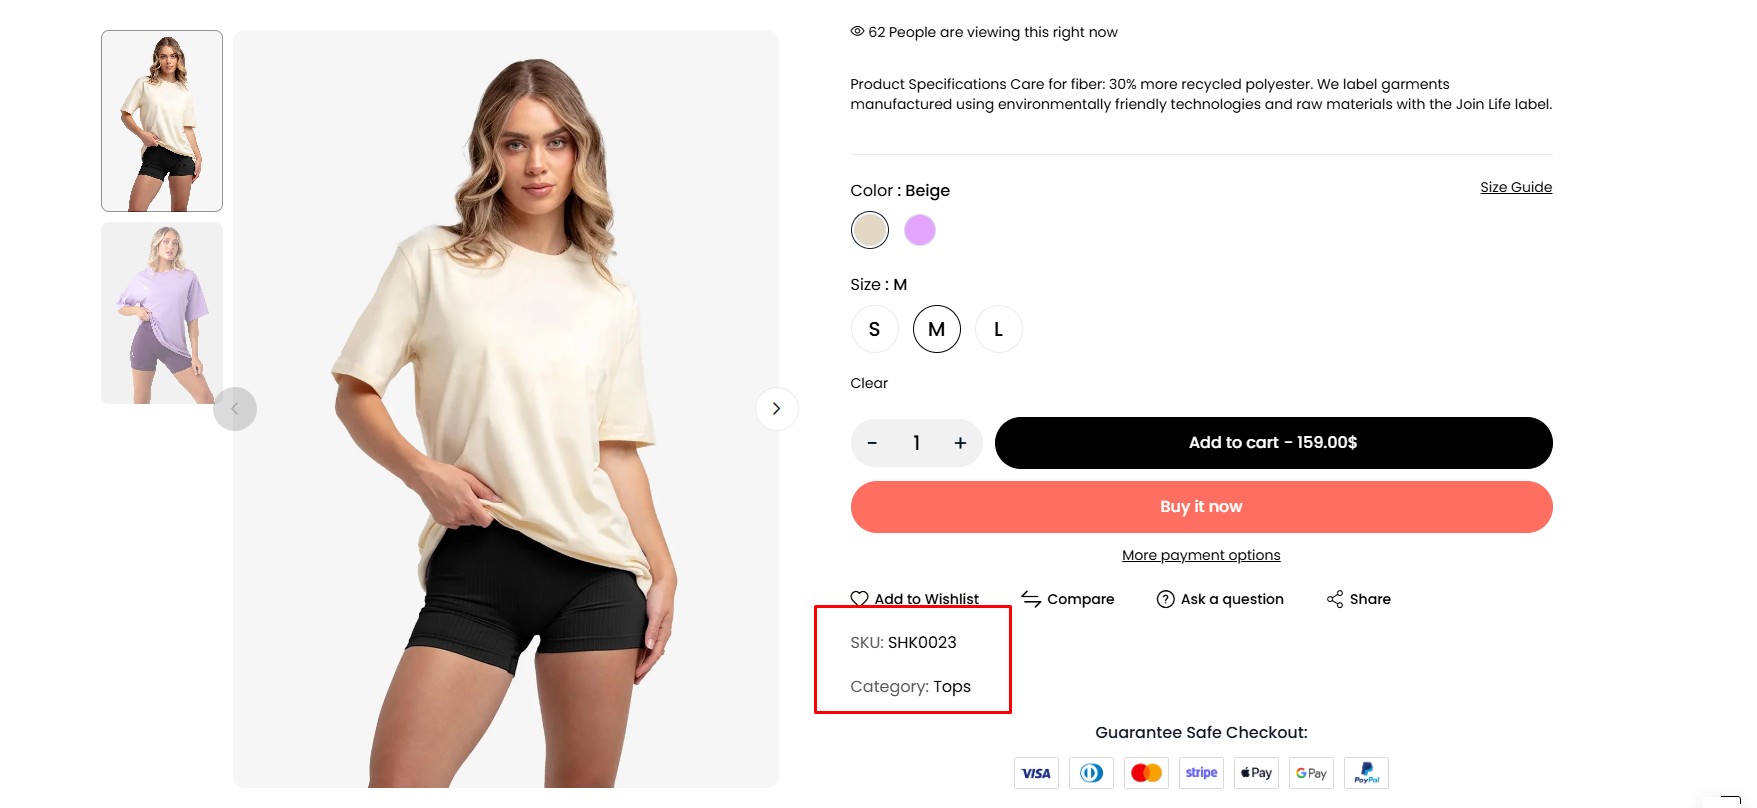 62 People are viewing this right now
Product Specifications Care for fiber: 30% more recycled polyester. We label garments
manufactured using environmentally friendly technologies and raw materials with the Join Life label.
Color : Beige
Size Guide
Size : M
S M L
Clear
- 1 +
Add to cart - 159.00$
Buy it now
More payment options
Add to Wishlist
Compare
Ask a question
Share
SKU: SHK0023
Category: Tops
Guarantee Safe Checkout:
VISA
stripe
Pay
G Pay
PayPal